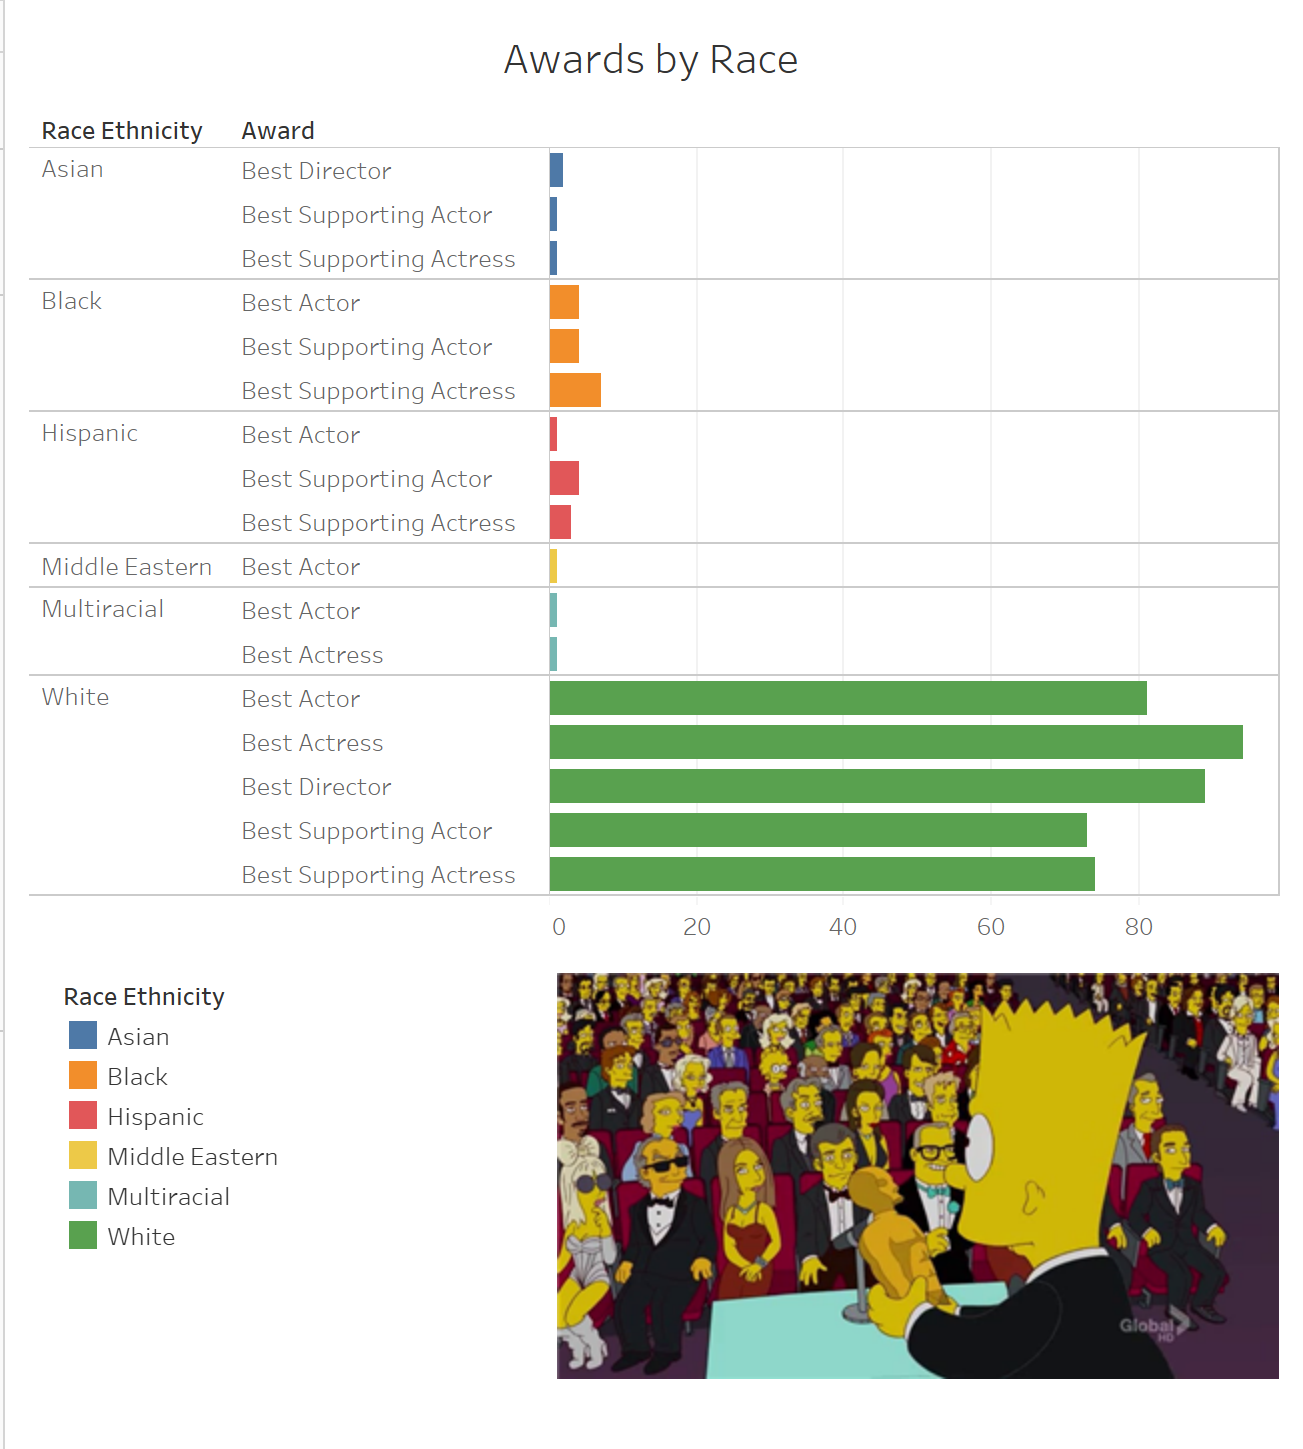 Awards by Race
Race Ethnicity Award
Asian Best Director
Best Supporting Actor
Best Supporting Actress
Black Best Actor
Best Supporting Actor
Best Supporting Actress
Hispanic Best Actor
Best Supporting Actor
Best Supporting Actress
Middle Eastern Best Actor
Multiracial Best Actor
Best Actress
White Best Actor
Best Actress
Best Director
Best Supporting Actor
Best Supporting Actress
0 20 40 60 80
Race Ethnicity
Asian
Black
Hispanic
Middle Eastern
Multiracial
White
Global
HD